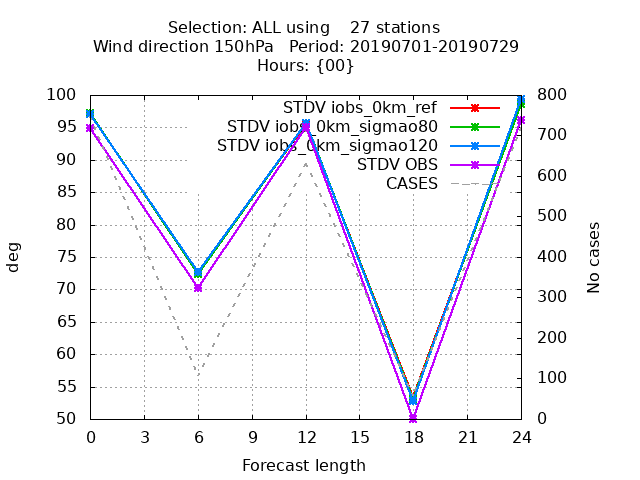 Selection: ALL using    27 stations
Wind direction 150hPa   Period: 20190701-20190729
Hours: {00}
STDV iobs_0km_ref
STDV iobs_0km_sigmao80
STDV iobs_0km_sigmao120
STDV OBS
CASES
100
95
90
85
80
75
70
65
60
55
50
deg
800
700
600
500
400
300
200
100
0
No cases
0 3 6 9 12 15 18 21 24
Forecast length